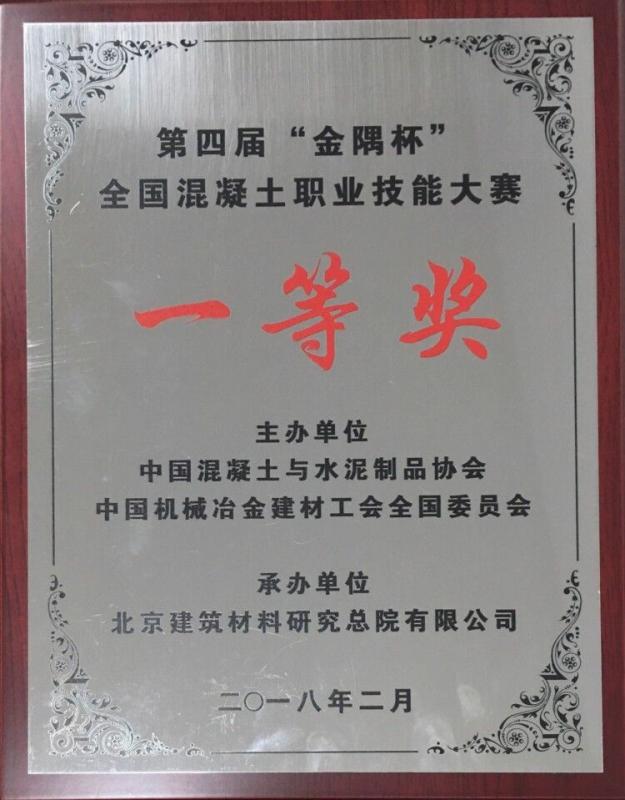 第四届“金隅杯”
全国混凝土职业技能大赛
一等奖
主办单位
中国混凝土与水泥制品协会
中国机械冶金建材工会全国委员会
承办单位
北京建筑材料研究总院有限公司
二〇一八年二月